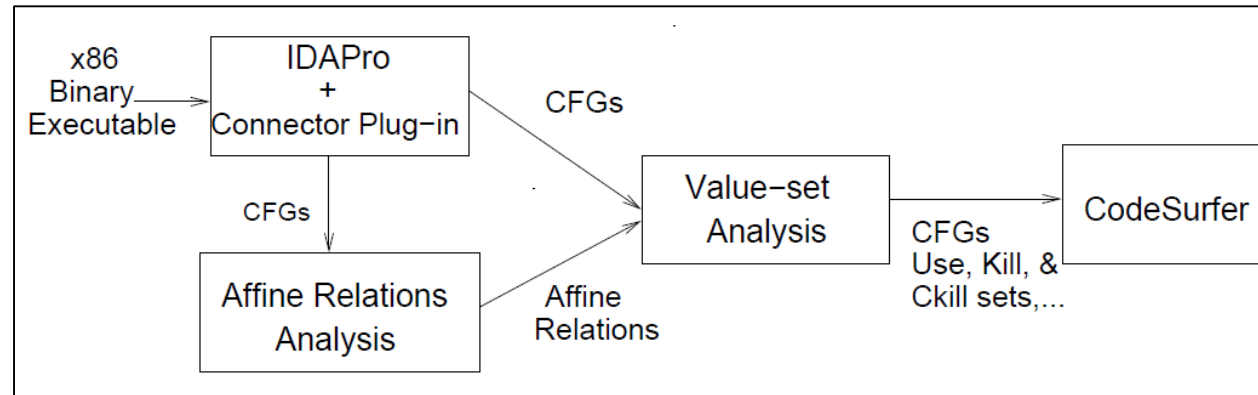 x86
Binary
Executable
IDAPro
+
Connector Plug-in
CFGs
CFGs
Affine Relations
Analysis
Affine
Relations
Value-set
Analysis
CFGs
Use, Kill, &
Ckill sets,...
CodeSurfer